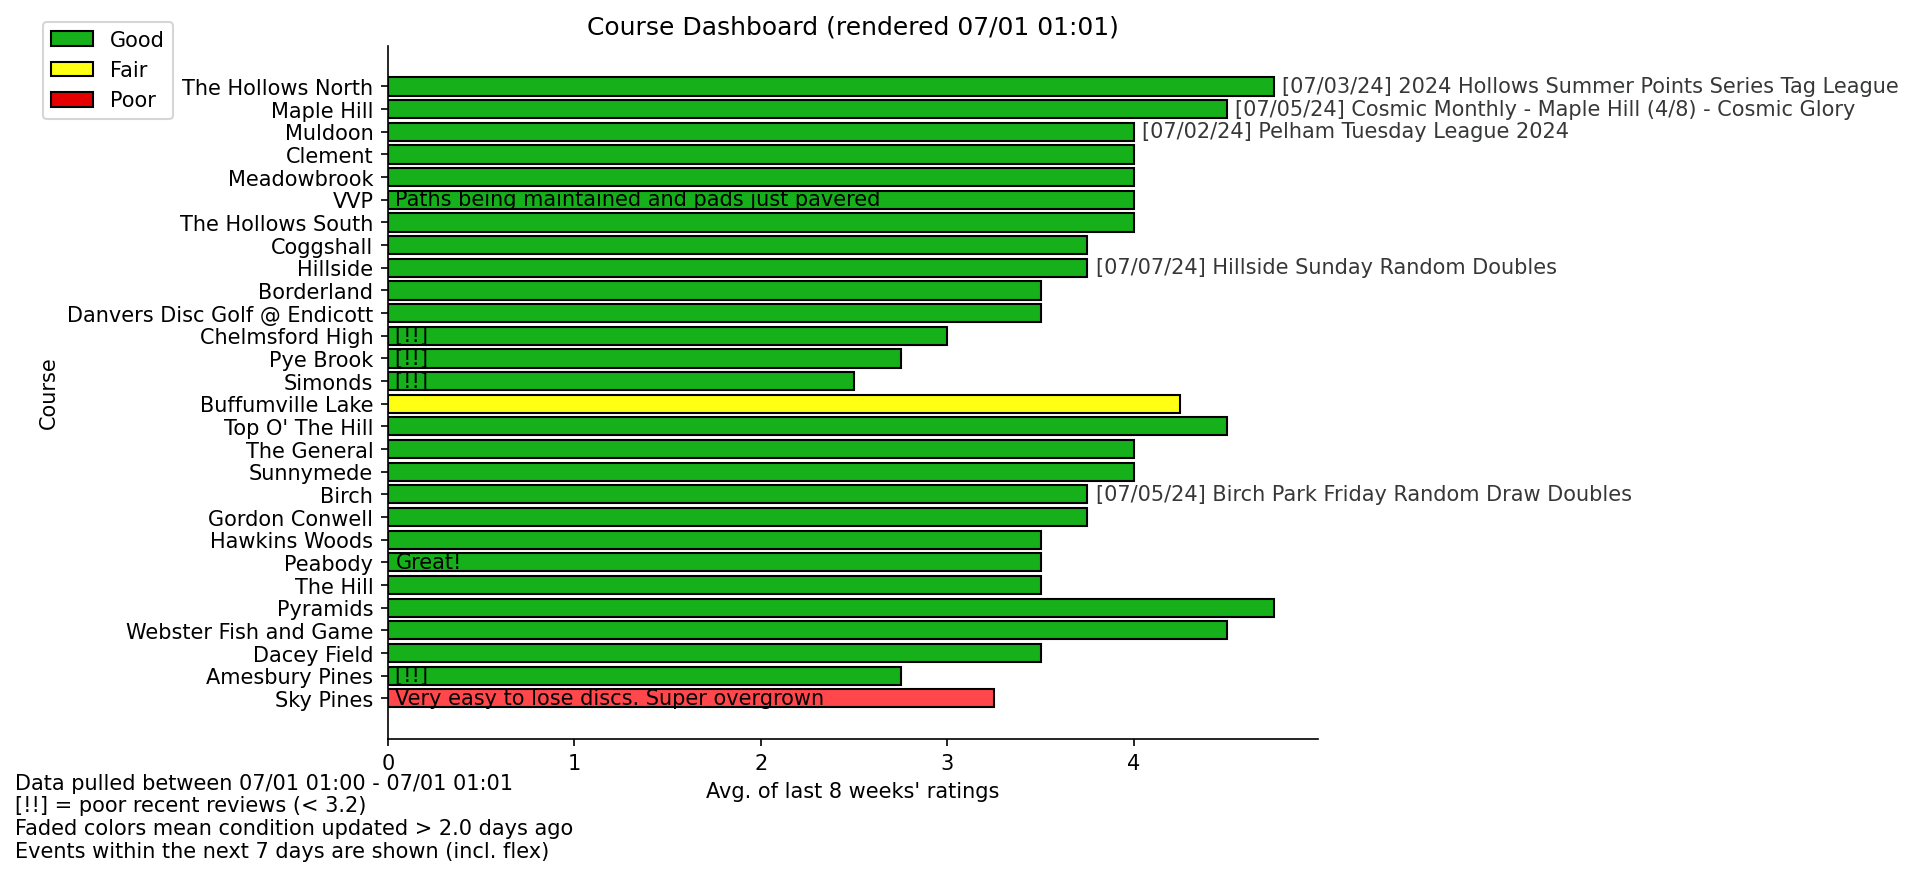 Course Dashboard (rendered 07/01 01:01)
Good
Fair
Poor
The Hollows North [07/03/24] 2024 Hollows Summer Points Series Tag League
Maple Hill [07/05/24] Cosmic Monthly - Maple Hill (4/8) - Cosmic Glory
Muldoon [07/02/24] Pelham Tuesday League 2024
Clement
Meadowbrook
VVP Paths being maintained and pads just pavered
The Hollows South
Coggshall
Hillside [07/07/24] Hillside Sunday Random Doubles
Borderland
Danvers Disc Golf @ Endicott
Chelmsford High [!!]
Pye Brook [!!]
Simonds [!!]
Buffumville Lake
Top O' The Hill
The General
Sunnymede
Birch [07/05/24] Birch Park Friday Random Draw Doubles
Gordon Conwell
Hawkins Woods
Peabody Great!
The Hill
Pyramids
Webster Fish and Game
Dacey Field
Amesbury Pines [!!]
Sky Pines Very easy to lose discs. Super overgrown
Course
0 1 2 3 4
Avg. of last 8 weeks' ratings
Data pulled between 07/01 01:00 - 07/01 01:01
[!!] = poor recent reviews (< 3.2)
Faded colors mean condition updated > 2.0 days ago
Events within the next 7 days are shown (incl. flex)